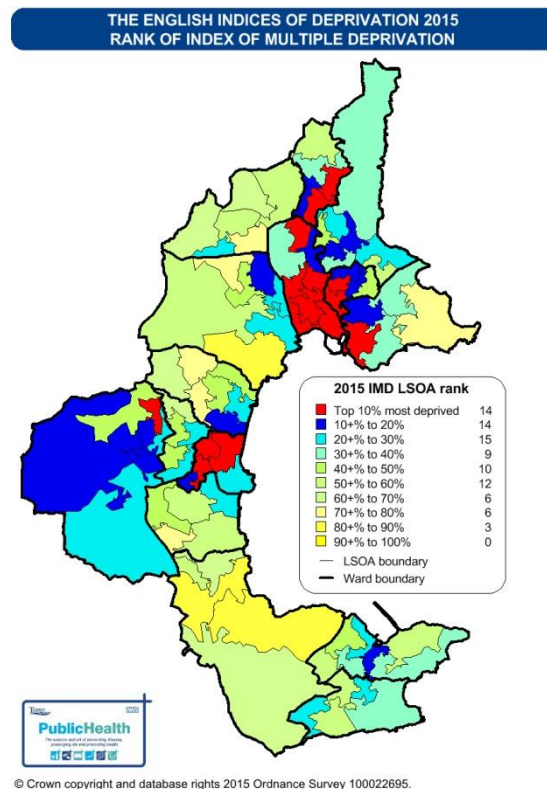 THE ENGLISH INDICES OF DEPRIVATION 2015
RANK OF INDEX OF MULTIPLE DEPRIVATION
2015 IMD LSOA rank
Top 10% most deprived 14
10+% to 20% 14
20+% to 30% 15
30+% to 40% 9
40+% to 50% 10
50+% to 60% 12
60+% to 70% 6
70+% to 80% 6
80+% to 90% 3
90+% to 100% 0
LSOA boundary
Ward boundary
NHS
PublicHealth
© Crown copyright and database rights 2015 Ordnance Survey 100022695.